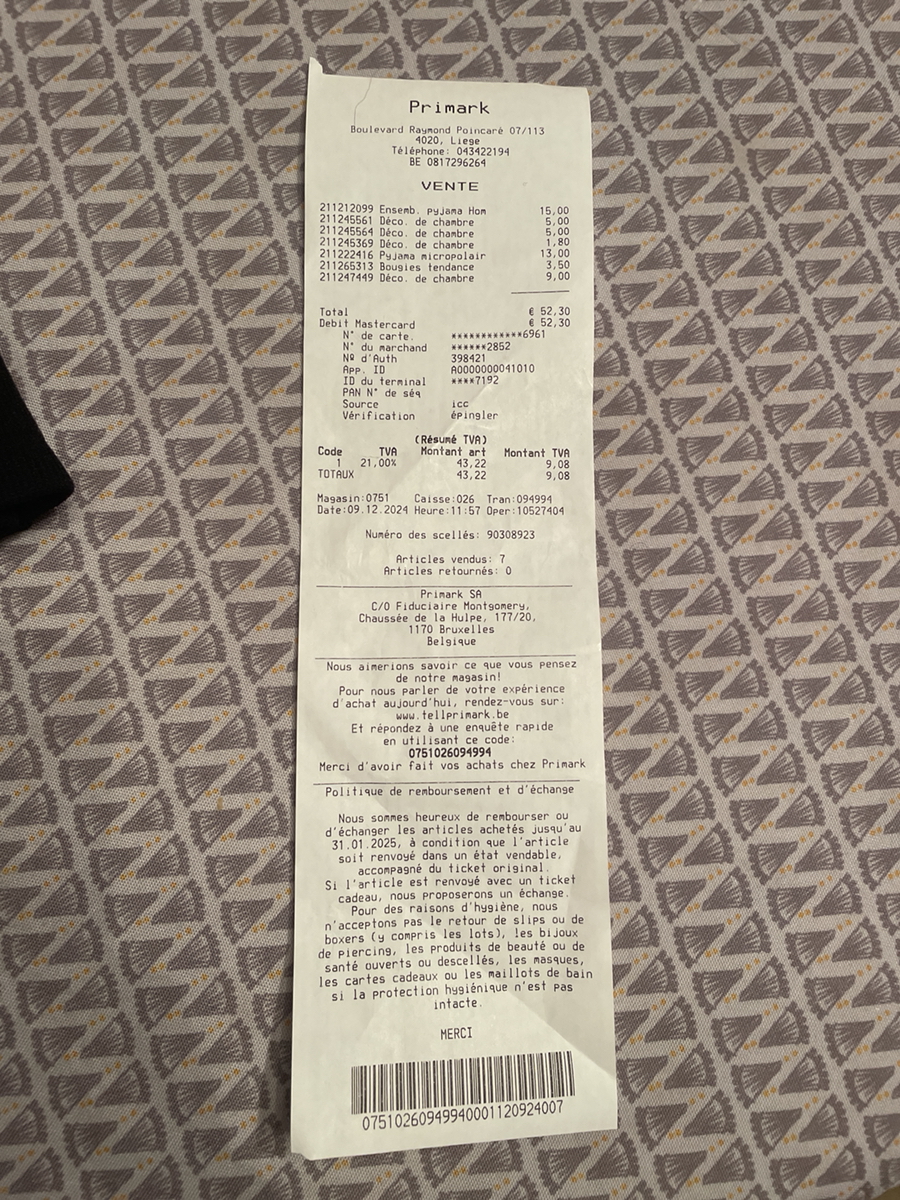 Primark
Boulevard Raymond Poincaré 07/113
4020, Liege
Téléphone: 043422194
BE 0817296264
VENTE
211212099 Ensemb. pyjama Hom 15,00
211245561 Déco. de chambre 5,00
211245564 Déco. de chambre 5,00
211245369 Déco. de chambre 1,80
211222416 Pyjama micropolair 13,00
211265313 Bougies tendance 3,50
211247449 Déco. de chambre 9,00
Total € 52,30
Debit Mastercard € 52,30
N° de carte. ************6961
N° du marchand ******2852
Nº d'Auth 398421
App. ID A0000000041010
ID du terminal ****7192
PAN N° de séq
Source icc
Vérification épingler
(Résumé TVA)
Code TVA Montant art Montant TVA
1 21,00% 43,22 9,08
TOTAUX 43,22 9,08
Magasin:0751 Caisse:026 Tran:094994
Date:09.12.2024 Heure:11:57 Oper:10527404
Numéro des scellés: 90308923
Articles vendus: 7
Articles retournés: 0
Primark SA
C/O Fiduciaire Montgomery,
Chaussée de la Hulpe, 177/20,
1170 Bruxelles
Belgique
Nous aimerions savoir ce que vous pensez
de notre magasin!
Pour nous parler de votre expérience
d'achat aujourd'hui, rendez-vous sur:
www.tellprimark.be
Et répondez à une enquête rapide
en utilisant ce code:
0751026094994
Merci d'avoir fait vos achats chez Primark
Politique de remboursement et d'échange
Nous sommes heureux de rembourser ou
d'échanger les articles achetés jusqu'au
31.01.2025, à condition que l'article
soit renvoyé dans un état vendable,
accompagné du ticket original.
Si l'article est renvoyé avec un ticket
cadeau, nous proposerons un échange.
Pour des raisons d'hygiène, nous
n'acceptons pas le retour de slips ou de
boxers (y compris les lots), les bijoux
de piercing, les produits de beauté ou de
santé ouverts ou descellés, les masques,
les cartes cadeaux ou les maillots de bain
si la protection hygiénique n'est pas
intacte.
MERCI
07510260949940001120924007